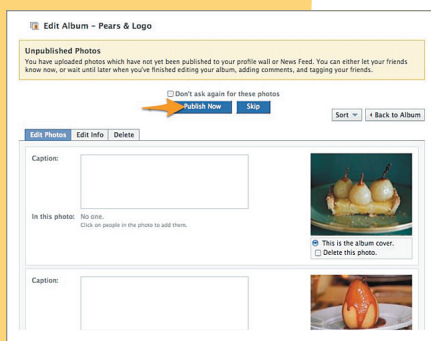 Edit Album – Pears & Logo
Unpublished Photos
You have uploaded photos which have not yet been published to your profile wall or News Feed. You can either let your friends
know now, or wait until later when you've finished editing your album, adding comments, and tagging your friends.
Don't ask again for these photos
Publish Now Skip
Sort Back to Album
Edit Photos Edit Info Delete
Caption:
In this photo: No one.
Click on people in the photo to add them.
This is the album cover.
Delete this photo.
Caption: